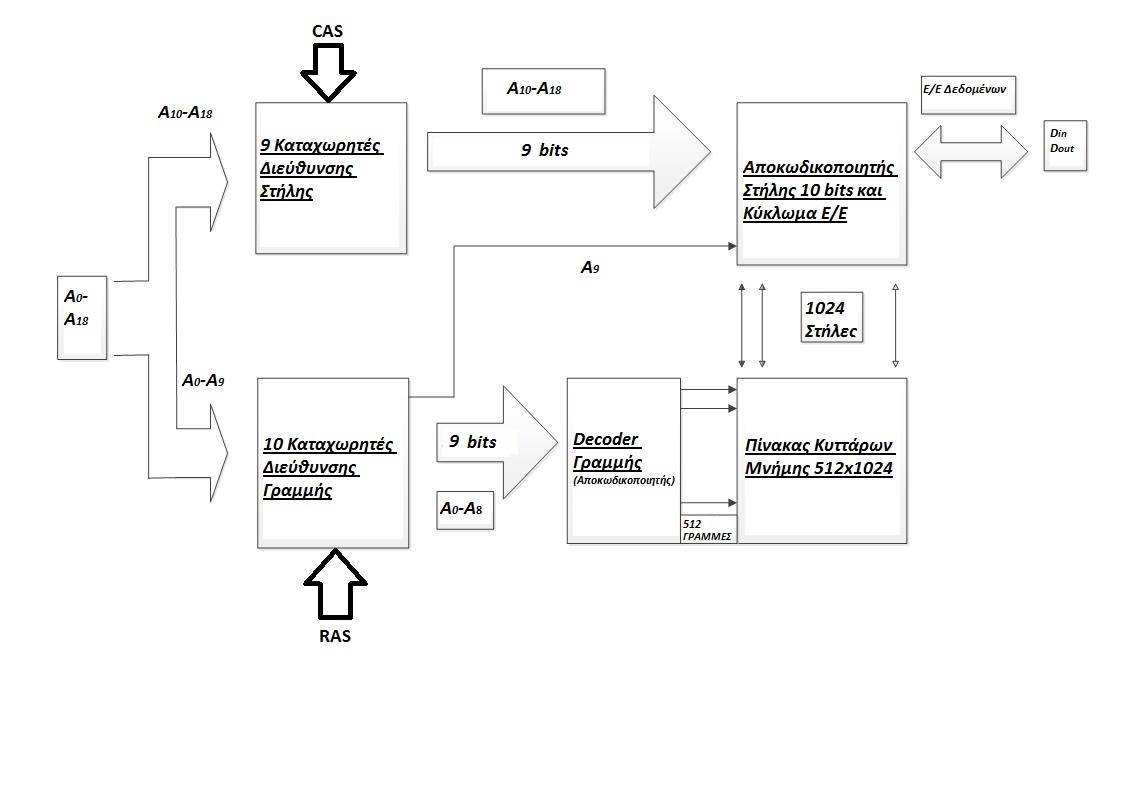 CAS
A10-A18
9 bits
A10-A18
9 Καταχωρητές
Διεύθυνσης
Στήλης
Αποκωδικοποιητής
Στήλης 10 bits και
Κύκλωμα Ε/Ε
Ε/Ε Δεδομένων
Din
Dout
A9
A0-
A18
1024
Στήλες
A0-A9
10 Καταχωρητές
Διεύθυνσης
Γραμμής
9 bits
A0-A8
Decoder
Γραμμής
(Αποκωδικοποιητής)
512
ΓΡΑΜΜΕΣ
Πίνακας Κυττάρων
Μνήμης 512x1024
RAS